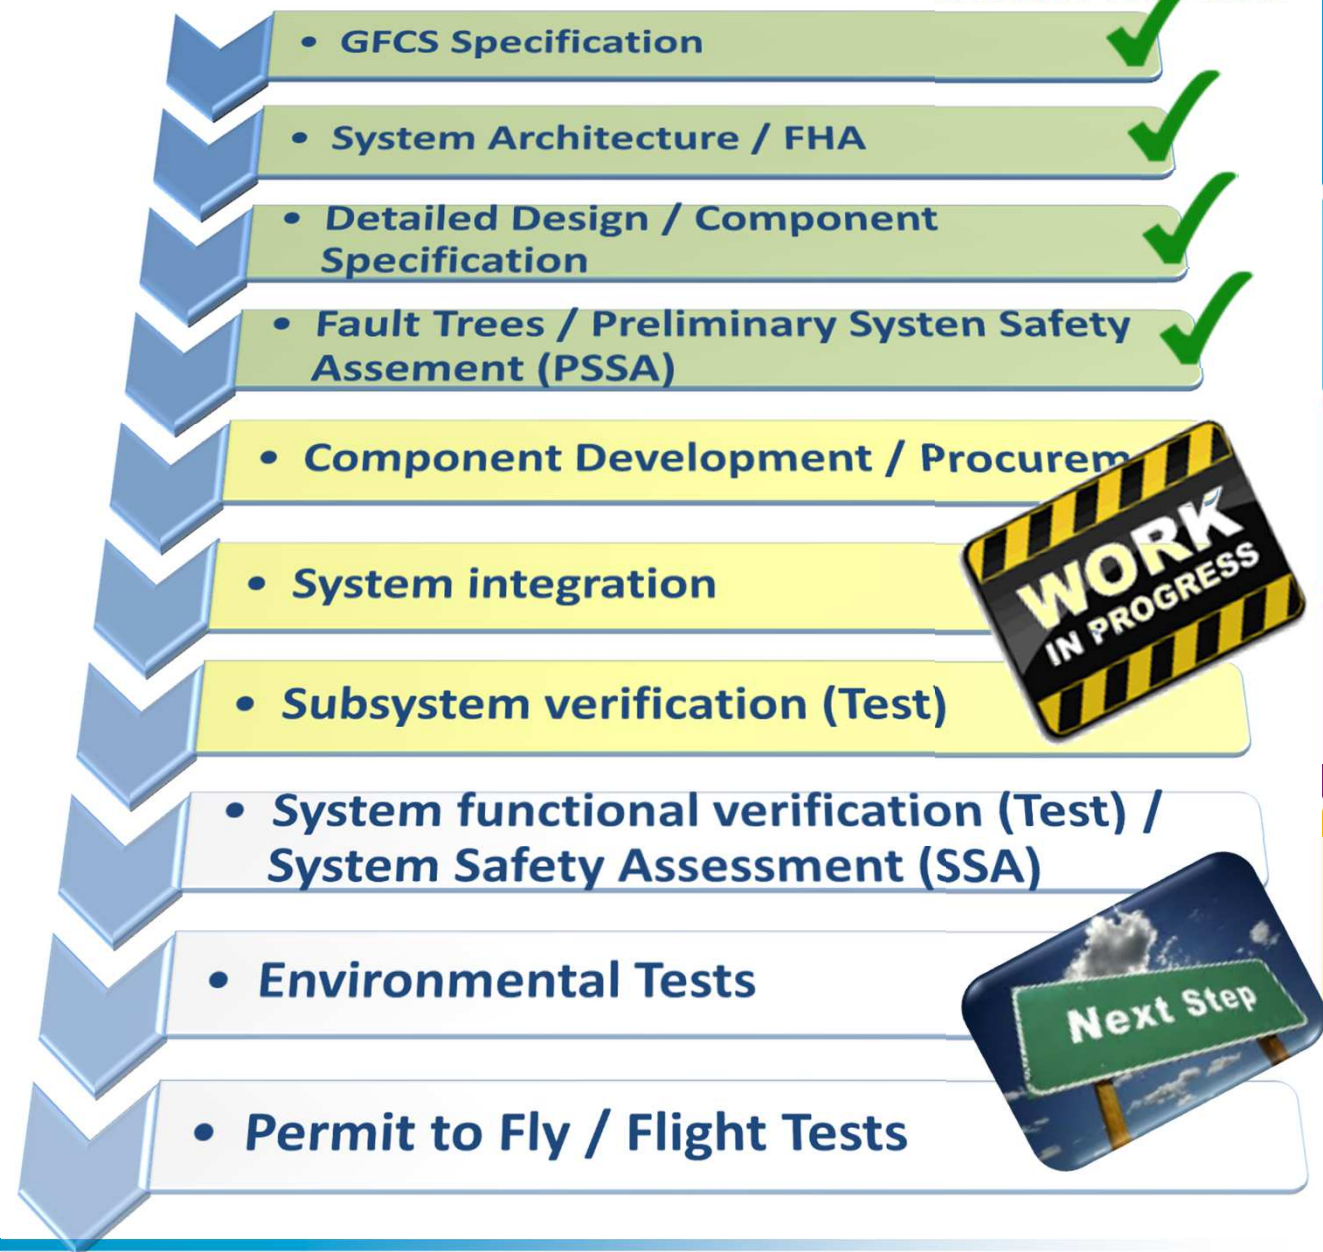 • GFCS Specification
• System Architecture / FHA
• Detailed Design / Component
Specification
• Fault Trees / Preliminary Systen Safety
Assement (PSSA)
• Component Development / Procurem
• System integration
WORK
IN PROGRESS
• Subsystem verification (Test)
• System functional verification (Test) /
System Safety Assessment (SSA)
• Environmental Tests
Next Step
• Permit to Fly / Flight Tests